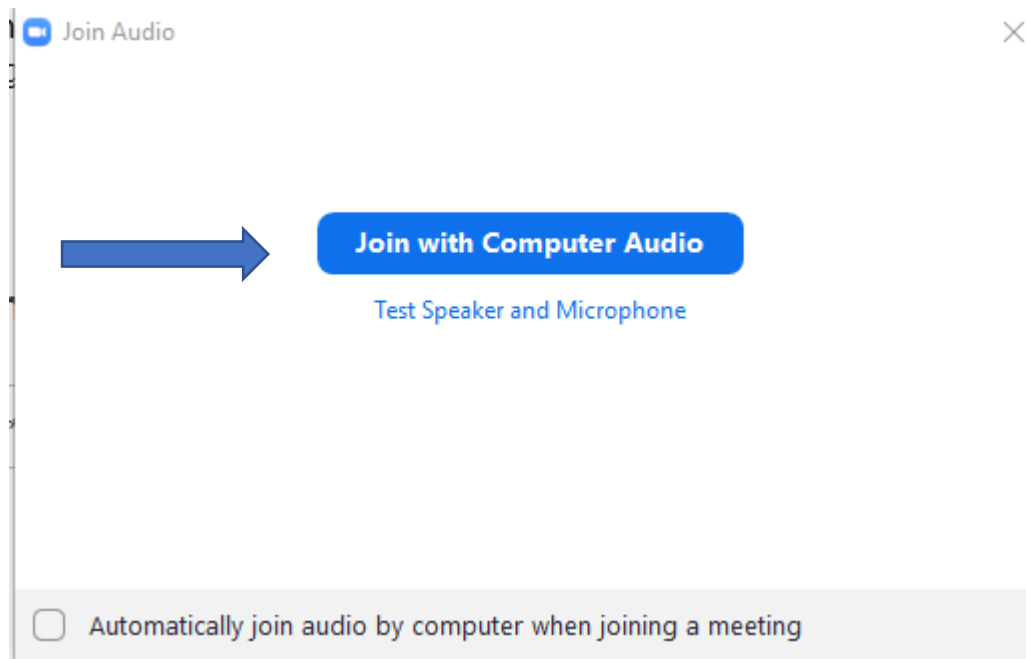 Join Audio
Join with Computer Audio
Test Speaker and Microphone
Automatically join audio by computer when joining a meeting